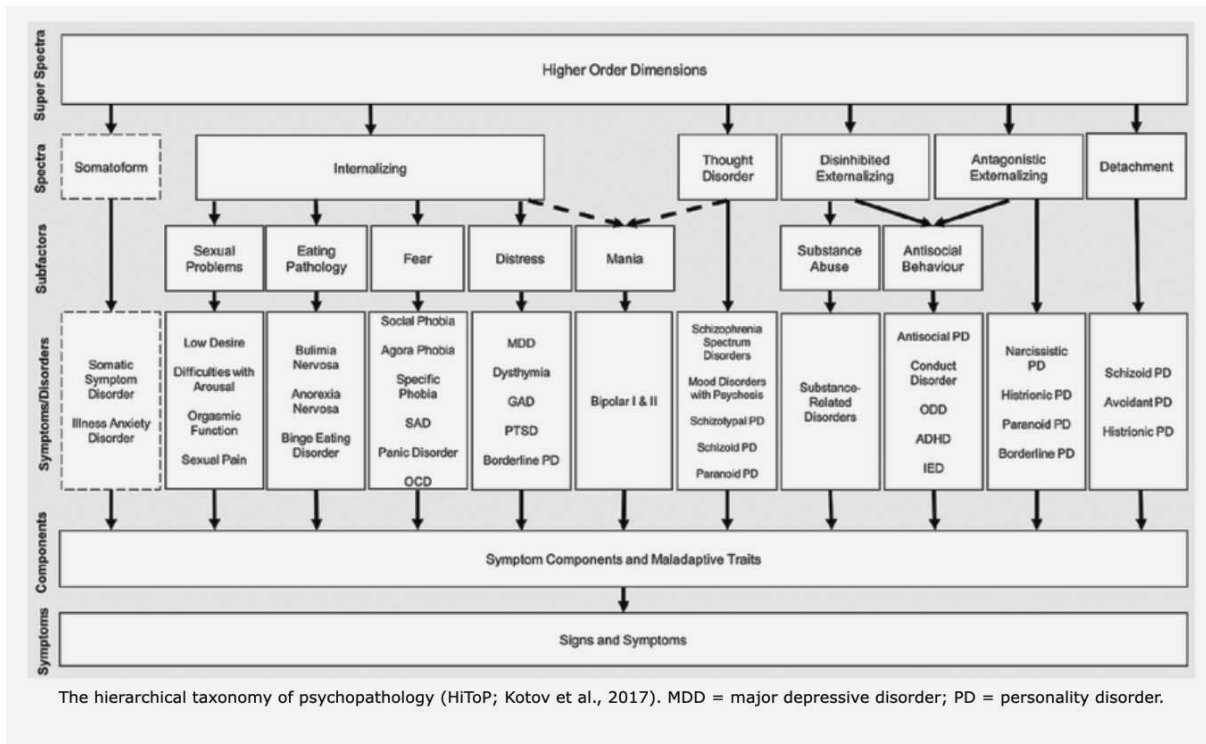 Super Spectra
Higher Order Dimensions
Spectra
Somatoform
Internalizing
Thought
Disorder
Disinhibited
Externalizing
Antagonistic
Externalizing
Detachment
Subfactors
Sexual
Problems
Eating
Pathology
Fear
Distress
Mania
Substance
Abuse
Antisocial
Behaviour
Symptoms/Disorders
Somatic
Symptom
Disorder
Illness Anxiety
Disorder
Low Desire
Difficulties with
Arousal
Orgasmic
Function
Sexual Pain
Bulimia
Nervosa
Anorexia
Nervosa
Binge Eating
Disorder
Social Phobia
Agora Phobia
Specific
Phobia
SAD
Panic Disorder
OCD
MDD
Dysthymia
GAD
PTSD
Borderline PD
Bipolar I & II
Schizophrenia
Spectrum
Disorders
Mood Disorders
with Psychosis
Schizotypal PD
Schizoid PD
Paranoid PD
Substance-
Related
Disorders
Antisocial PD
Conduct
Disorder
ODD
ADHD
IED
Narcissistic
PD
Histrionic PD
Paranoid PD
Borderline PD
Schizoid PD
Avoidant PD
Histrionic PD
Components
Symptom Components and Maladaptive Traits
Symptoms
Signs and Symptoms
The hierarchical taxonomy of psychopathology (HiToP; Kotov et al., 2017). MDD = major depressive disorder; PD = personality disorder.